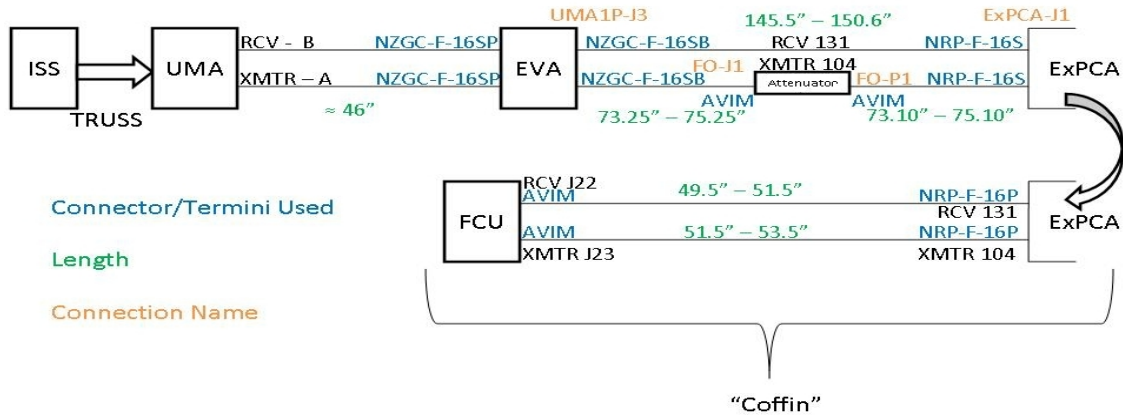 UMA1P-J3 145.5” – 150.6” ExPCA-J1
RCV - B NZGC-F-16SP NZGC-F-16SB RCV 131 NRP-F-16S
ISS UMA EVA ExPCA
XMTR – A NZGC-F-16SP NZGC-F-16SB FO-J1 XMTR 104 FO-P1 NRP-F-16S
Attenuator
TRUSS ≈ 46” AVIM AVIM
73.25” – 75.25” 73.10” – 75.10”
RCV J22
AVIM 49.5” – 51.5” NRP-F-16P
RCV 131
FCU ExPCA
AVIM 51.5” – 53.5” NRP-F-16P
XMTR J23 XMTR 104
Connector/Termini Used
Length
Connection Name
“Coffin”